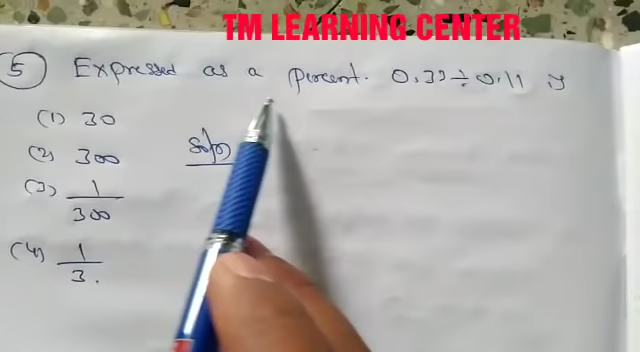 TM LEARNING CENTER
(5) Expressed as a percent. 0.33 ÷ 0.11 is
(1) 30
(2) 300
(3) 1/300
(4) 1/3.
Soln